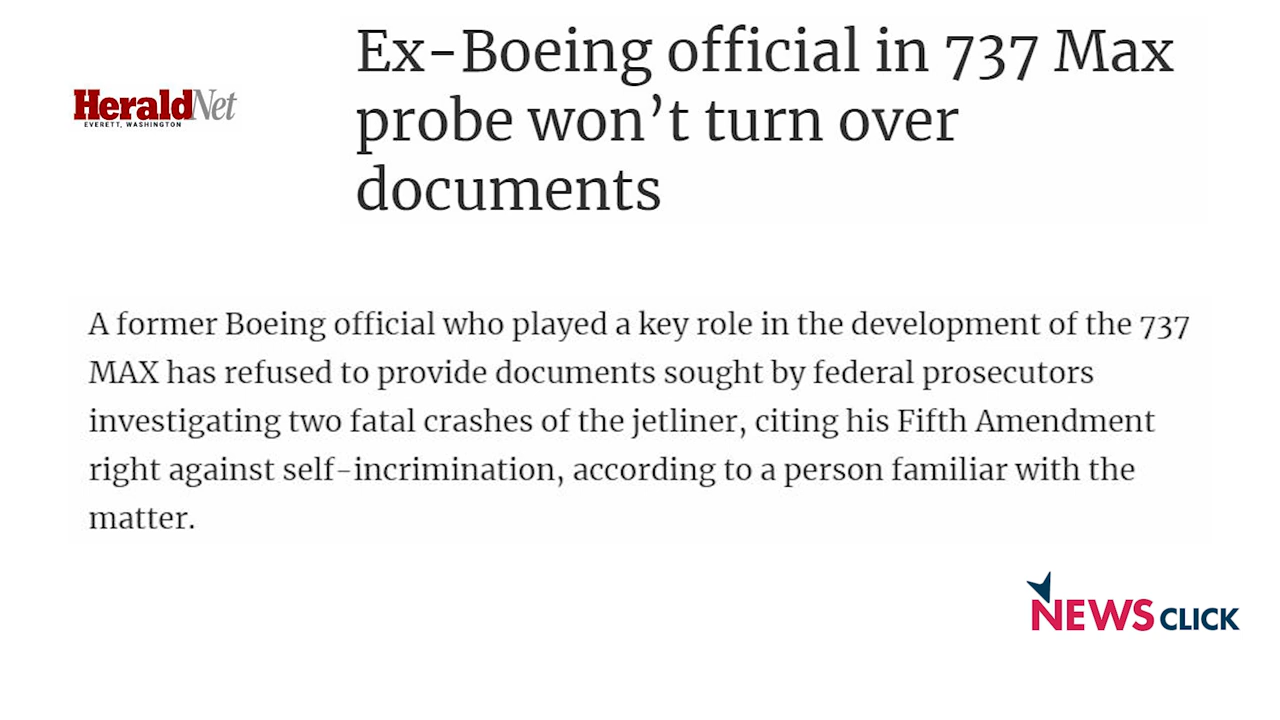 Ex-Boeing official in 737 Max
probe won’t turn over
documents
HeraldNet
EVERETT, WASHINGTON
A former Boeing official who played a key role in the development of the 737
MAX has refused to provide documents sought by federal prosecutors
investigating two fatal crashes of the jetliner, citing his Fifth Amendment
right against self-incrimination, according to a person familiar with the
matter.
NEWSCLICK